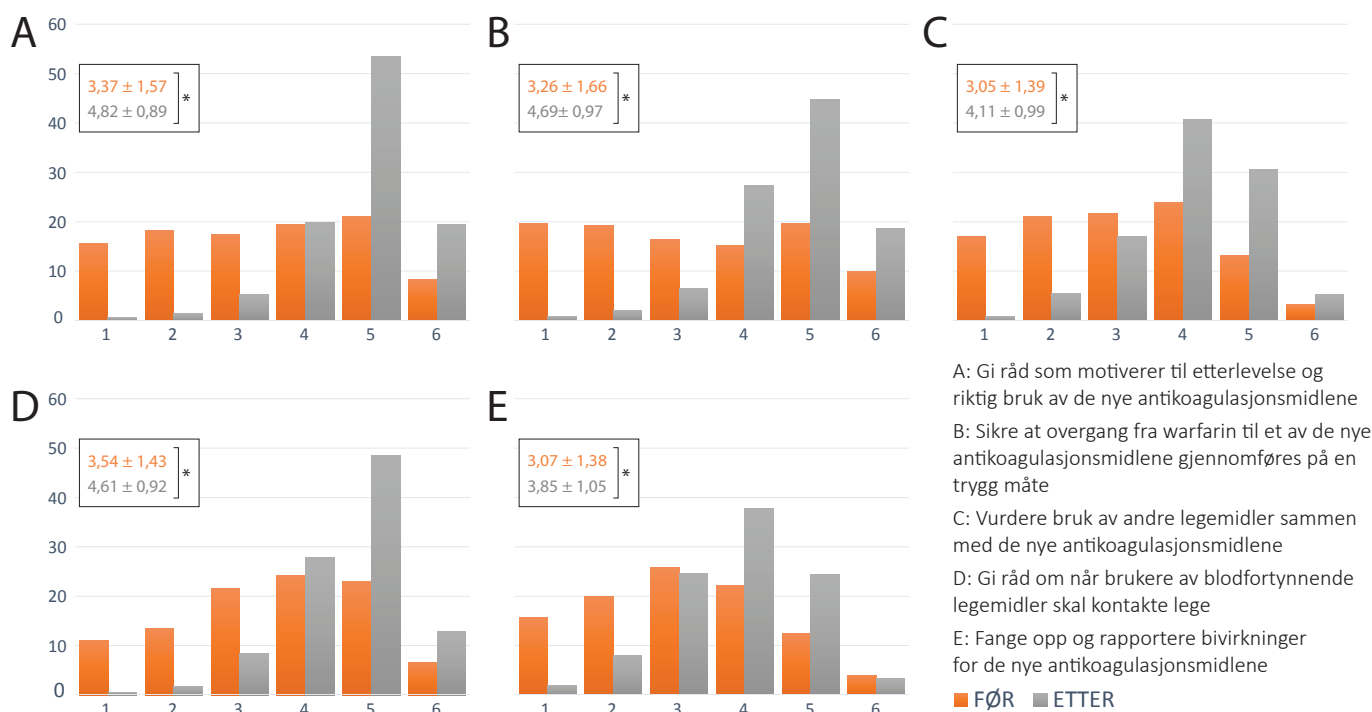 A
60
50
40
30
20
10
0
3,37 ± 1,57
4,82 ± 0,89
*
1 2 3 4 5 6
B
3,26 ± 1,66
4,69± 0,97
*
1 2 3 4 5 6
C
3,05 ± 1,39
4,11 ± 0,99
*
1 2 3 4 5 6
D
60
50
40
30
20
10
0
3,54 ± 1,43
4,61 ± 0,92
*
1 2 3 4 5 6
E
3,07 ± 1,38
3,85 ± 1,05
*
1 2 3 4 5 6
A: Gi råd som motiverer til etterlevelse og
riktig bruk av de nye antikoagulasjonsmidlene
B: Sikre at overgang fra warfarin til et av de nye
antikoagulasjonsmidlene gjennomføres på en
trygg måte
C: Vurdere bruk av andre legemidler sammen
med de nye antikoagulasjonsmidlene
D: Gi råd om når brukere av blodfortynnende
legemidler skal kontakte lege
E: Fange opp og rapportere bivirkninger
for de nye antikoagulasjonsmidlene
FØR ETTER